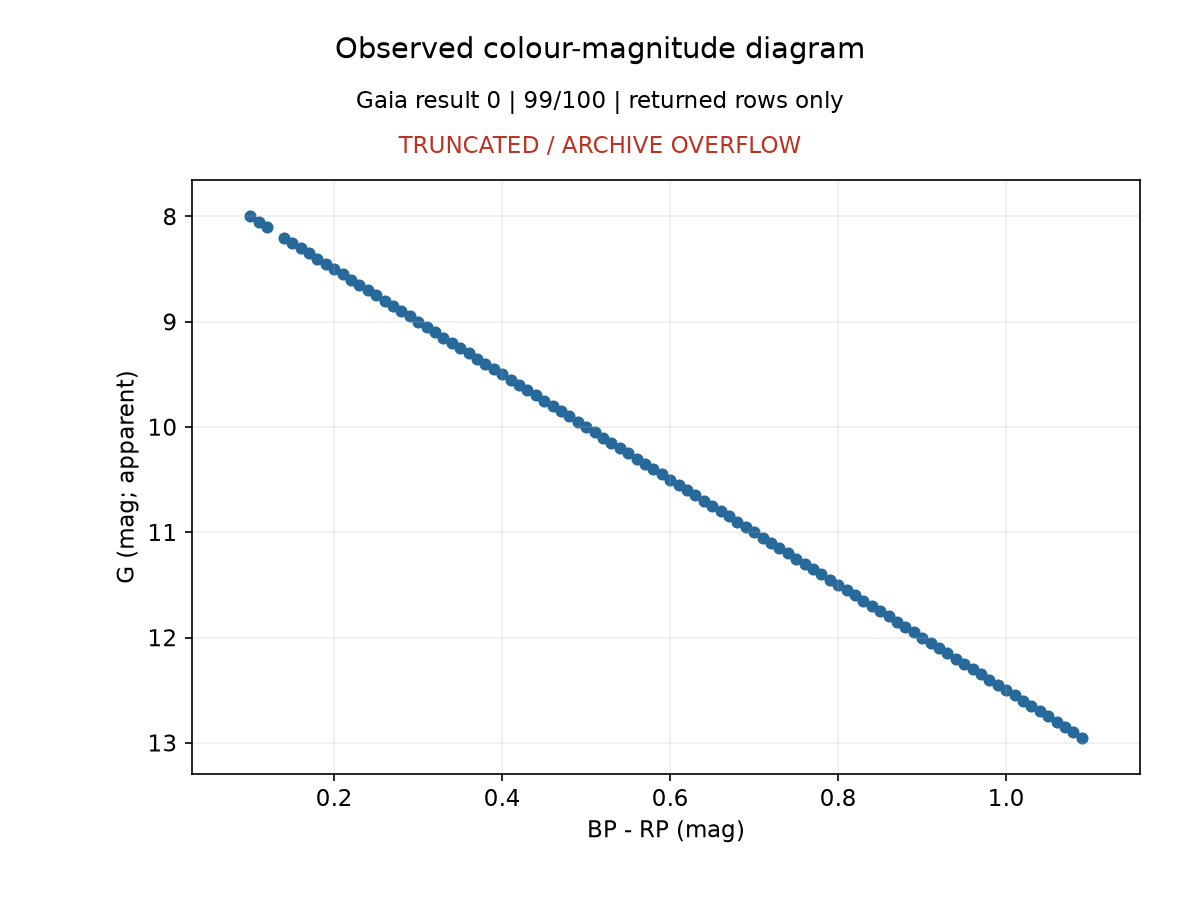 Observed colour-magnitude diagram
Gaia result 0 | 99/100 | returned rows only
TRUNCATED / ARCHIVE OVERFLOW
8
9
10
11
12
13
G (mag; apparent)
0.2 0.4 0.6 0.8 1.0
BP - RP (mag)